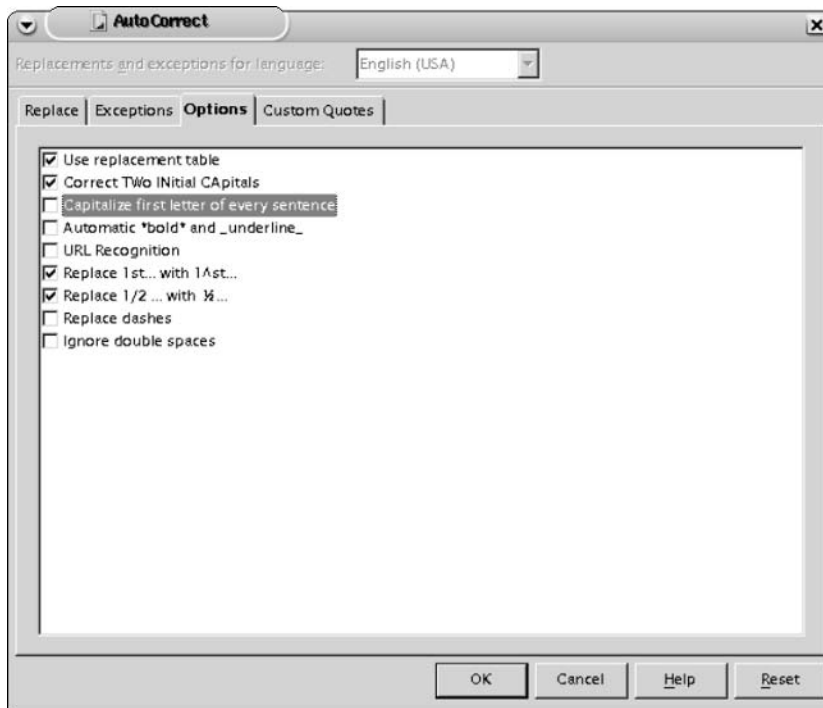 AutoCorrect
Replacements and exceptions for language: English (USA)
Replace Exceptions Options Custom Quotes
Use replacement table
Correct TWo INitial CApitals
Capitalize first letter of every sentence
Automatic *bold* and _underline_
URL Recognition
Replace 1st... with 1^st...
Replace 1/2 ... with ½...
Replace dashes
Ignore double spaces
OK Cancel Help Reset